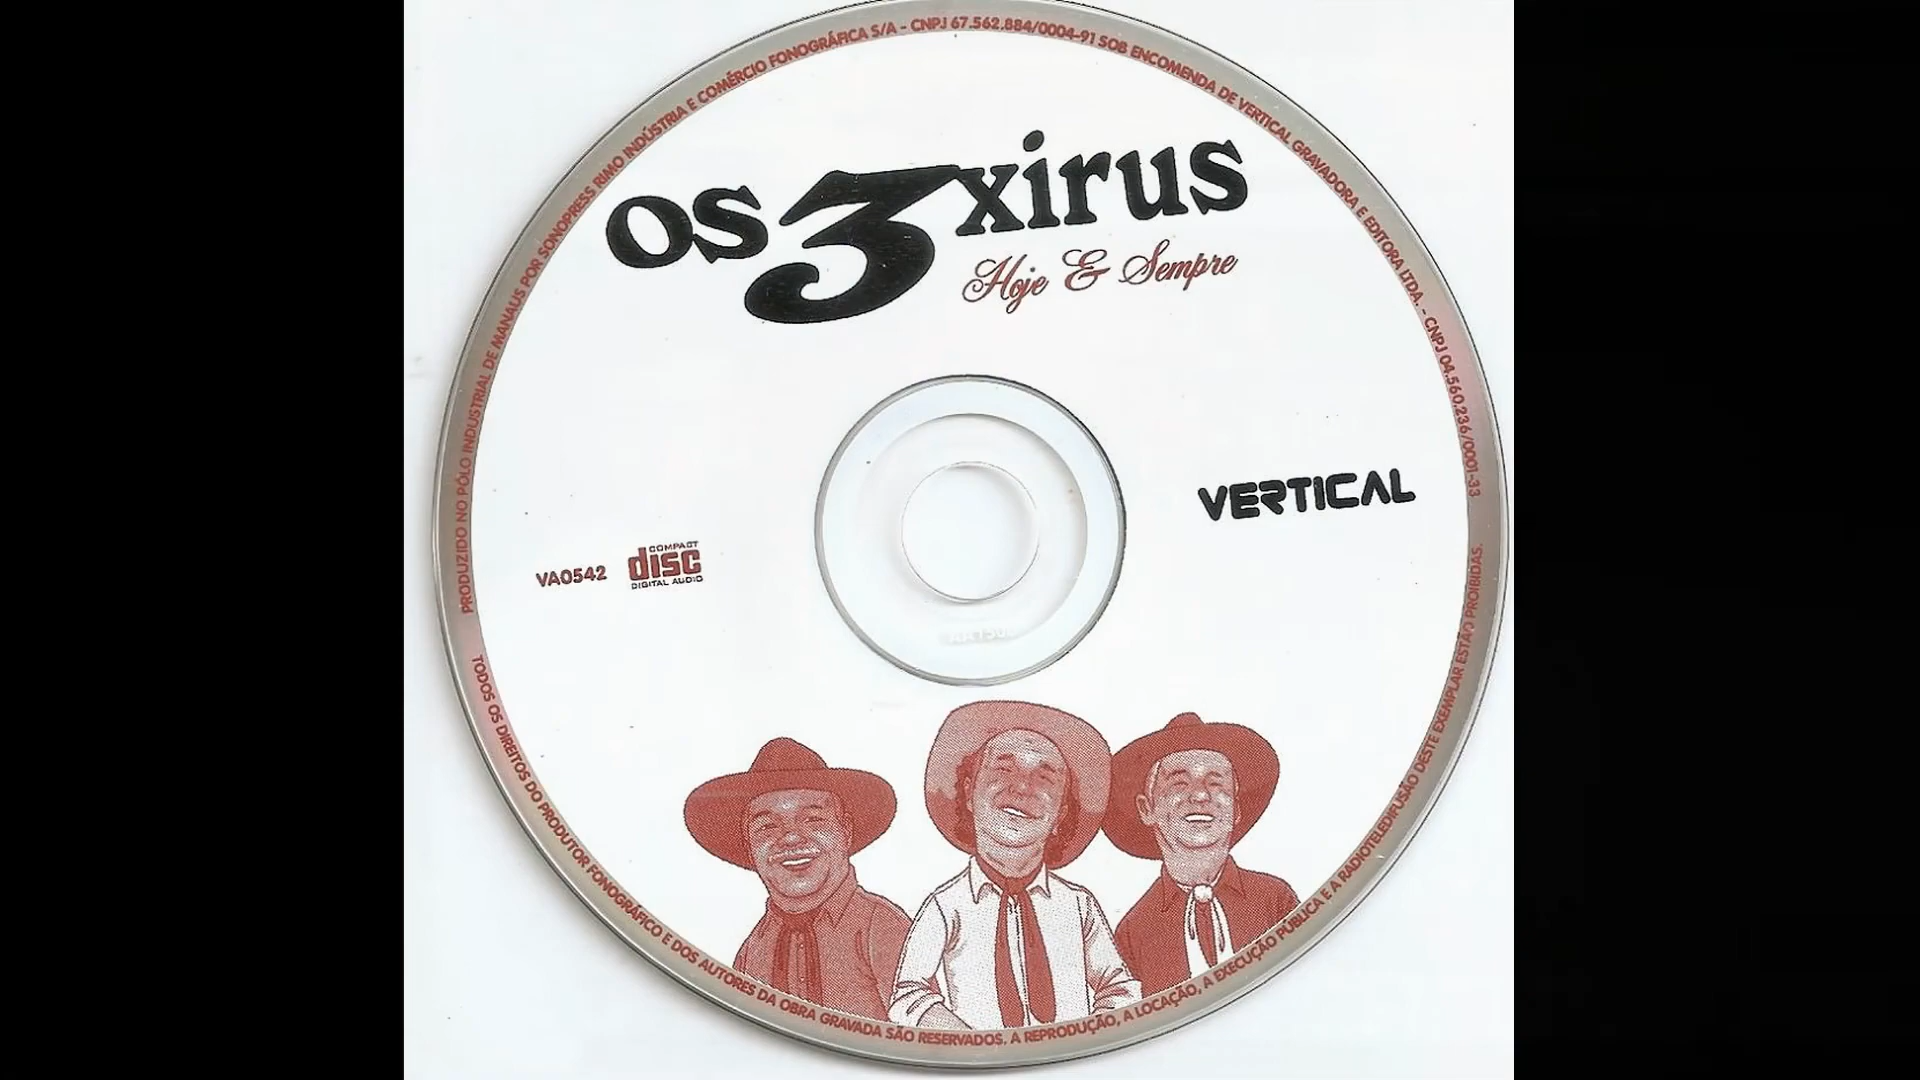 PRODUZIDO NO PÓLO INDUSTRIAL DE MANAUS POR SONOPRESS RIMO INDÚSTRIA E COMÉRCIO FONOGRÁFICA S/A - CNPJ 67.562.884/0004-91 SOB ENCOMENDA DE VERTICAL GRAVADORA E EDITORA LTDA. - CNPJ 04.560.236/0001-33
os 3 xirus
Hoje & Sempre
VERTICAL
VA0542
COMPACT
disc
DIGITAL AUDIO
TODOS OS DIREITOS DO PRODUTOR FONOGRÁFICO E DOS AUTORES DA OBRA GRAVADA SÃO RESERVADOS. A REPRODUÇÃO, A LOCAÇÃO, A EXECUÇÃO PÚBLICA E A RADIOTELEDIFUSÃO DESTE EXEMPLAR ESTÃO PROIBIDAS.